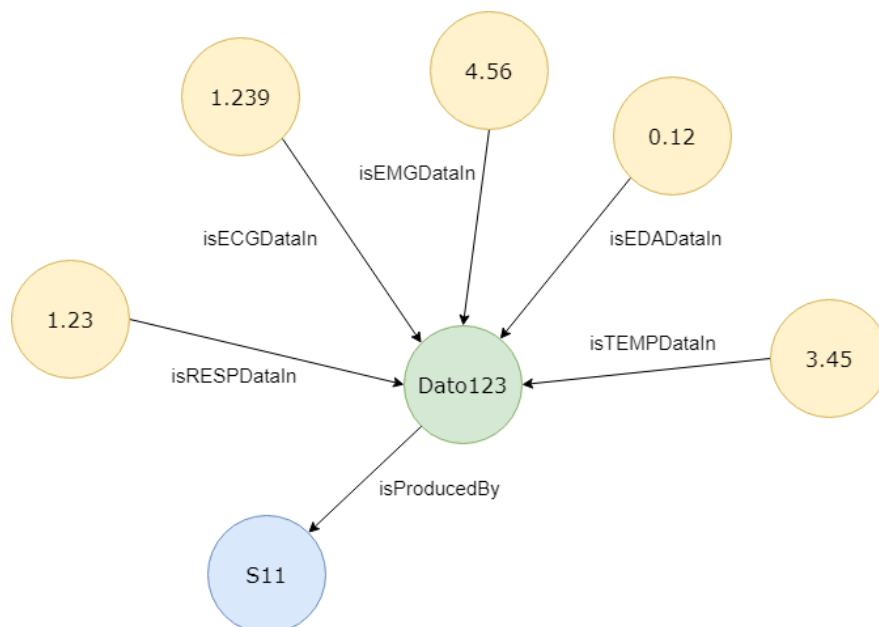 4.56
1.239
0.12
isEMGDataIn
isECGDataIn
isEDADataIn
1.23
isTEMPDataIn
3.45
isRESPDataIn
Dato123
isProducedBy
S11